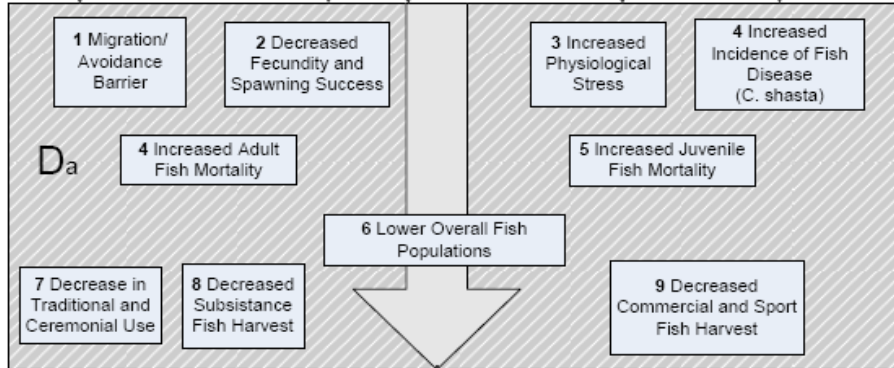 1 Migration/
Avoidance
Barrier
2 Decreased
Fecundity and
Spawning Success
3 Increased
Physiological
Stress
4 Increased
Incidence of Fish
Disease
(C. shasta)
Da
4 Increased Adult
Fish Mortality
5 Increased Juvenile
Fish Mortality
6 Lower Overall Fish
Populations
7 Decrease in
Traditional and
Ceremonial Use
8 Decreased
Subsistance
Fish Harvest
9 Decreased
Commercial and Sport
Fish Harvest